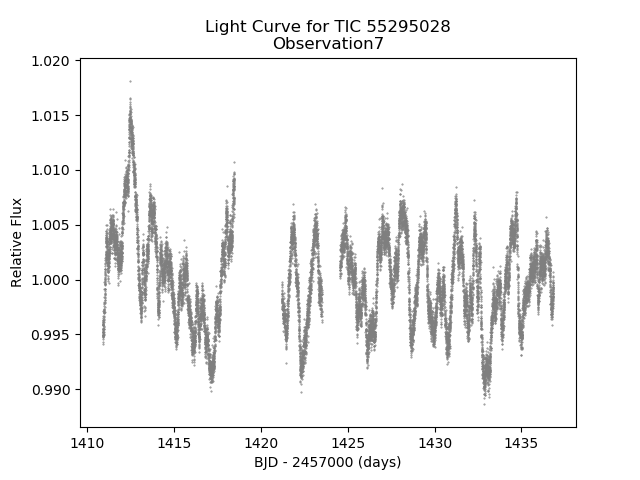 Light Curve for TIC 55295028
Observation7
1.020
1.015
1.010
1.005
1.000
0.995
0.990
Relative Flux
1410 1415 1420 1425 1430 1435
BJD - 2457000 (days)